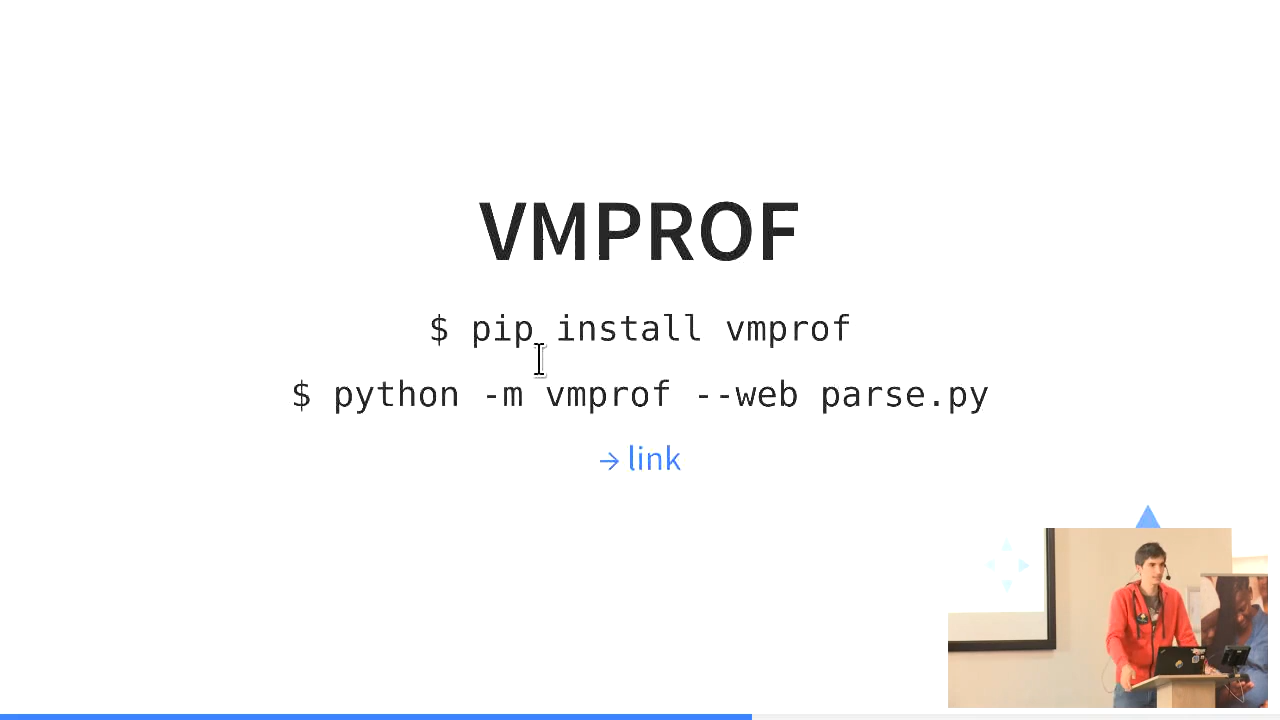 VMPROF
$ pip install vmprof
$ python -m vmprof --web parse.py
→ link